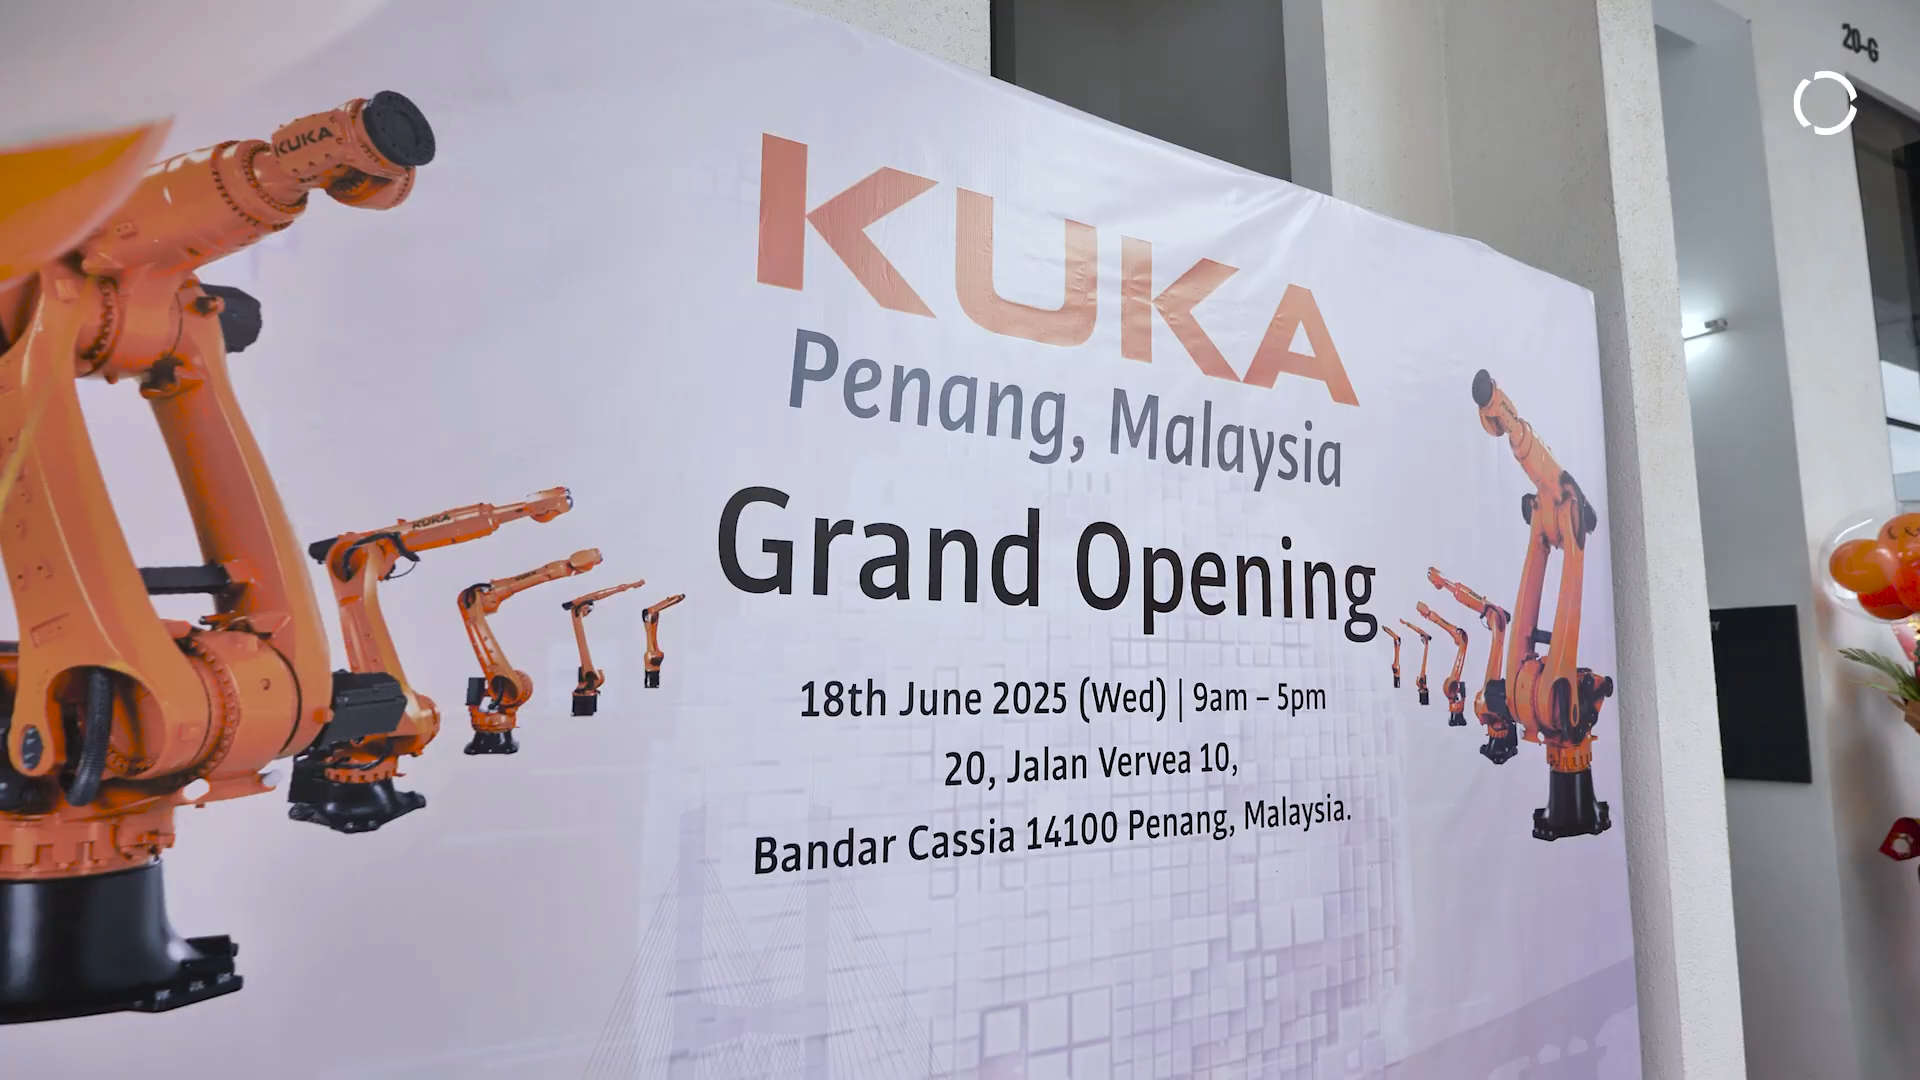 20-G
KUKA
KUKA
Penang, Malaysia
Grand Opening
KUKA
18th June 2025 (Wed) | 9am – 5pm
20, Jalan Vervea 10,
Bandar Cassia 14100 Penang, Malaysia.